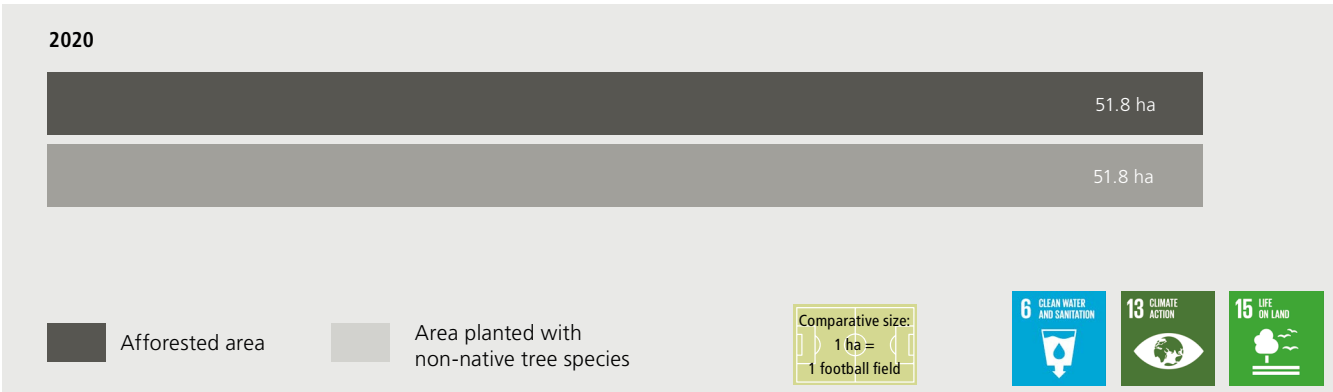 2020
51.8 ha
51.8 ha
Afforested area
Area planted with
non-native tree species
Comparative size:
1 ha =
1 football field
6 CLEAN WATER
AND SANITATION
13 CLIMATE
ACTION
15 LIFE
ON LAND